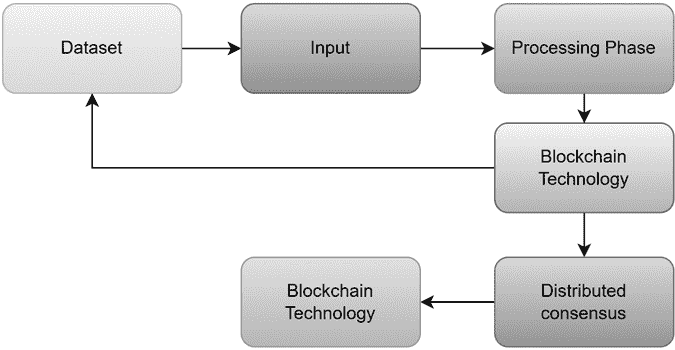 Dataset
Input
Processing Phase
Blockchain
Technology
Blockchain
Technology
Distributed
consensus